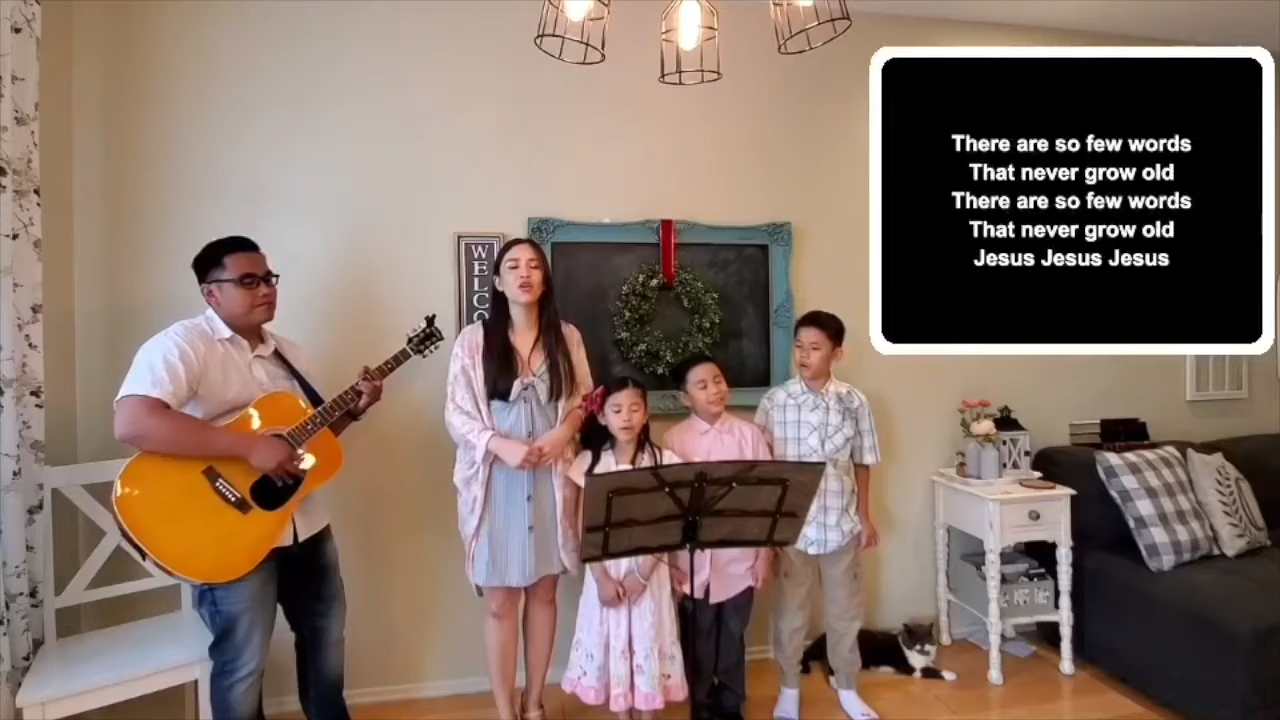 WELCO
There are so few words
That never grow old
There are so few words
That never grow old
Jesus Jesus Jesus